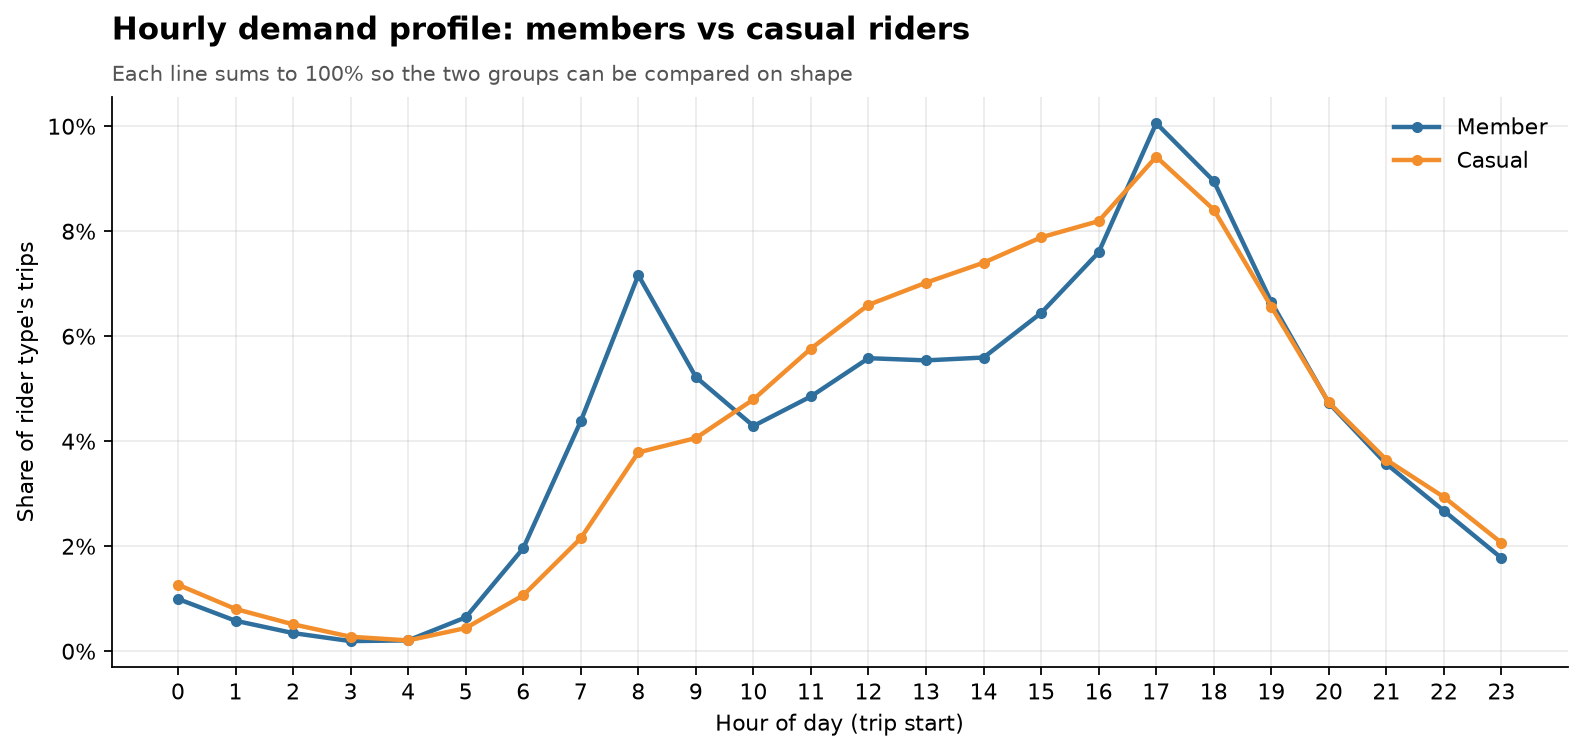 Hourly demand profile: members vs casual riders
Each line sums to 100% so the two groups can be compared on shape
Member
Casual
10%
8%
6%
4%
2%
0%
Share of rider type's trips
0 1 2 3 4 5 6 7 8 9 10 11 12 13 14 15 16 17 18 19 20 21 22 23
Hour of day (trip start)